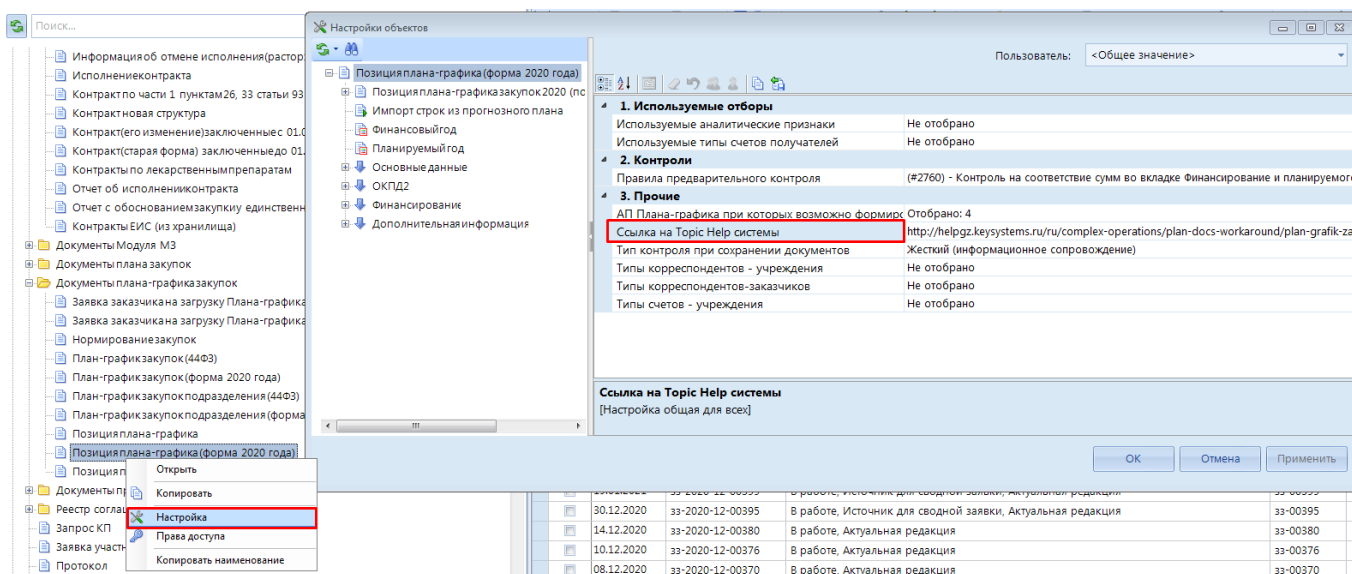 Поиск...
Информация об отмене исполнения (растор
Исполнение контракта
Контракт по части 1 пунктам 26, 33 статьи 93
Контракт новая структура
Контракт (его изменение) заключенные с 01.0
Контракт (старая форма) заключенные до 01.
Контракты по лекарственным препаратам
Отчет об исполнении контракта
Отчет с обоснованием закупки у единственн
Контракты ЕИС (из хранилища)
Документы Модуля МЗ
Документы плана закупок
Документы плана-графика закупок
Заявка заказчика на загрузку Плана-графика
Заявка заказчика на загрузку Плана-графика
Нормирование закупок
План-график закупок (44ФЗ)
План-график закупок (форма 2020 года)
План-график закупок подразделения (44ФЗ)
План-график закупок подразделения (форма
Позиция плана-графика
Позиция плана-графика (форма 2020 года)
Позиция п
Документы п
Реестр соглаш
Запрос КП
Заявка участн
Протокол
Открыть
Копировать
Настройка
Права доступа
Копировать наименование
Настройки объектов
Позиция плана-графика (форма 2020 года)
Позиция плана-графика закупок 2020 (по
Импорт строк из прогнозного плана
Финансовый год
Планируемый год
Основные данные
ОКПД2
Финансирование
Дополнительная информация
Пользователь: <Общее значение>
1. Используемые отборы
Используемые аналитические признаки Не отобрано
Используемые типы счетов получателей Не отобрано
2. Контроли
Правила предварительного контроля (#2760) - Контроль на соответствие сумм во вкладке Финансирование и планируемого
3. Прочие
АП Плана-графика при которых возможно формиро Отобрано: 4
Ссылка на Topic Help системы http://helpgz.keysystems.ru/ru/complex-operations/plan-docs-workaround/plan-grafik-za
Тип контроля при сохранении документов Жесткий (информационное сопровождение)
Типы корреспондентов - учреждения Не отобрано
Типы корреспондентов-заказчиков Не отобрано
Типы счетов - учреждения Не отобрано
Ссылка на Topic Help системы
[Настройка общая для всех]
OK Отмена Применить
30.12.2020 зз-2020-12-00395 В работе, Источник для сводной заявки, Актуальная редакция зз-00395
14.12.2020 зз-2020-12-00380 В работе, Актуальная редакция зз-00380
10.12.2020 зз-2020-12-00376 В работе, Актуальная редакция зз-00376
08.12.2020 зз-2020-12-00370 В работе, Актуальная редакция зз-00370